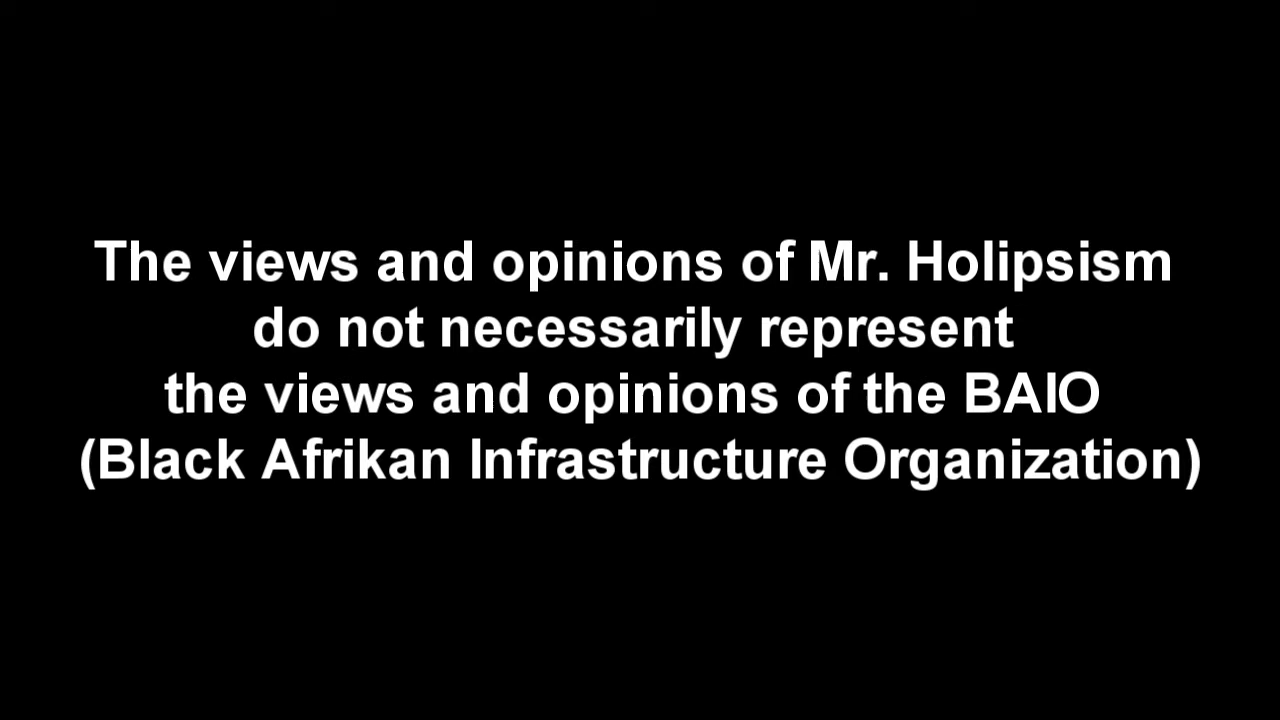 The views and opinions of Mr. Holipsism
do not necessarily represent
the views and opinions of the BAIO
(Black Afrikan Infrastructure Organization)